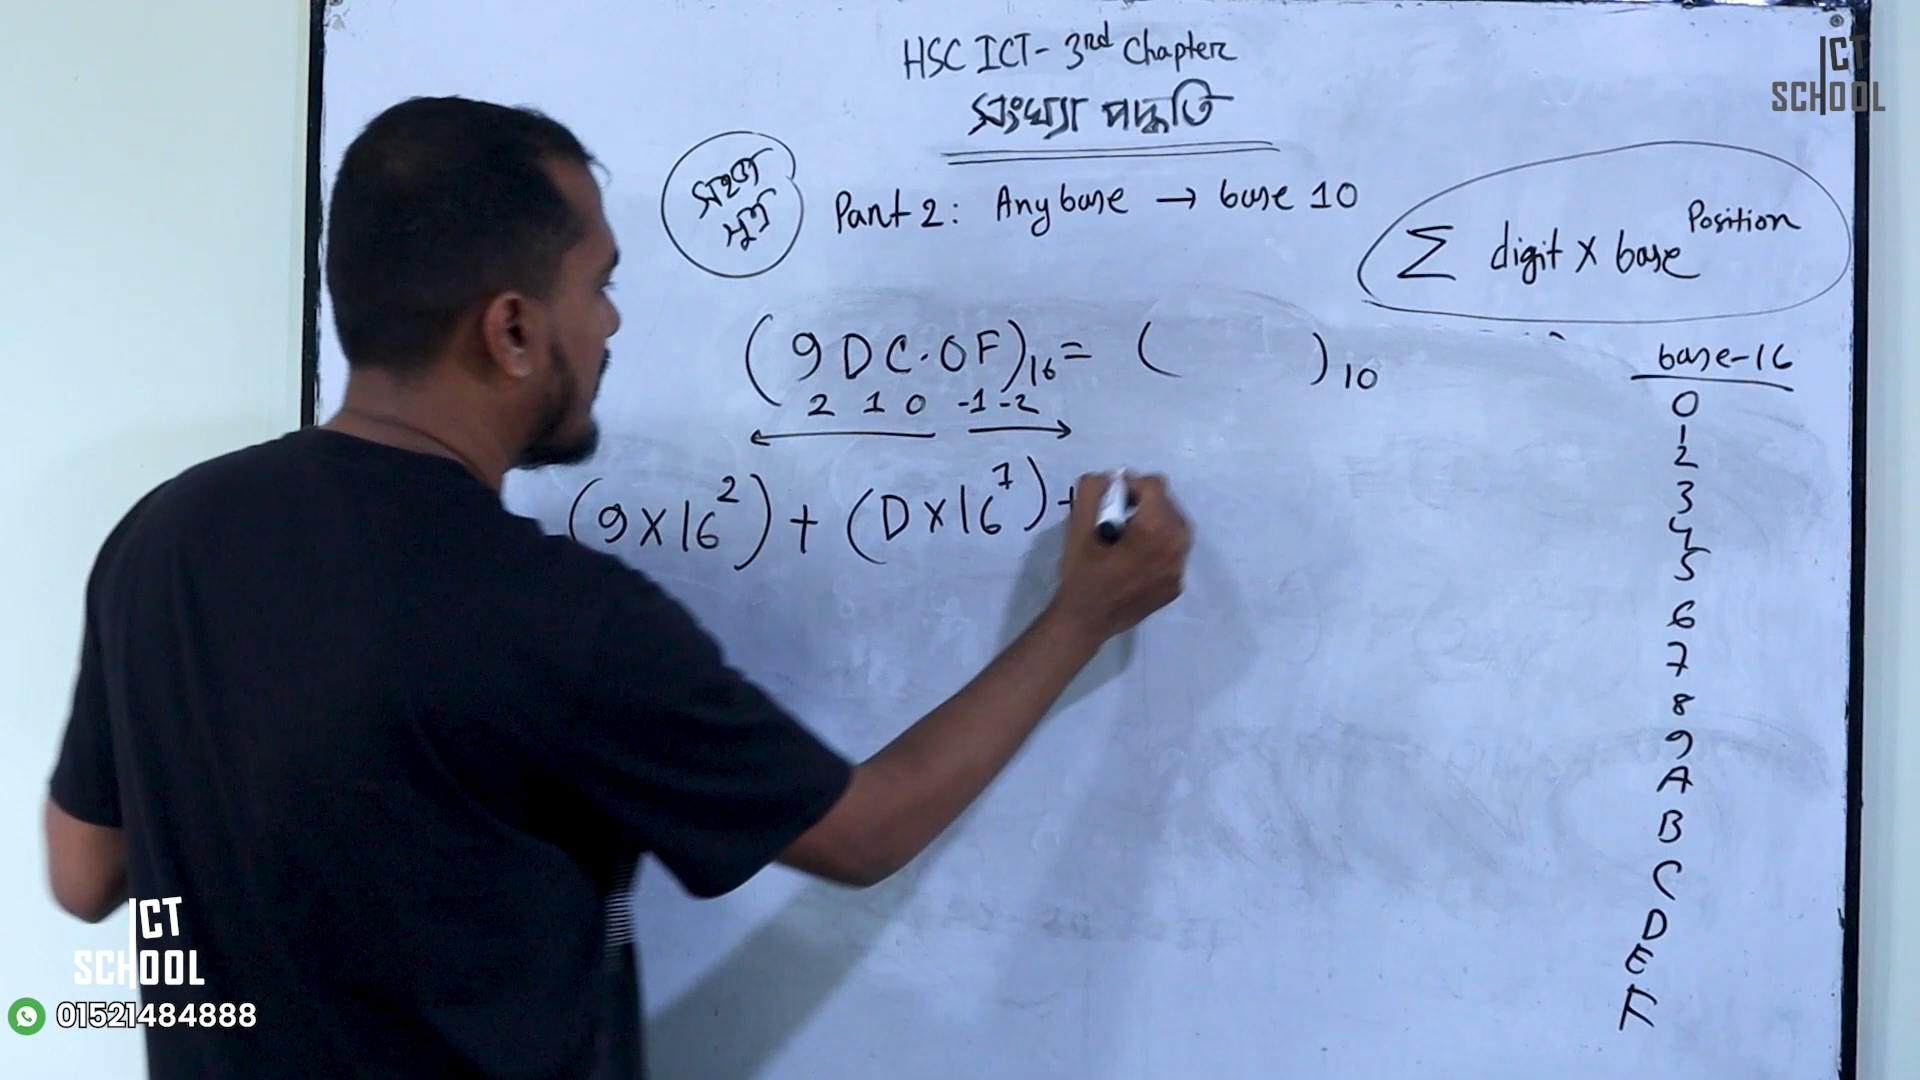 HSC ICT- 3rd Chapter
সংখ্যা পদ্ধতি
সহজ
সূত্র
Part 2: Any base → base 10
Σ digit × base^Position
(9DC.0F)₁₆ = ( )₁₀
2 1 0 -1 -2
(9×16²) + (D×16¹) +
base-16
0
1
2
3
4
5
6
7
8
9
A
B
C
D
E
F
ICT
SCHOOL
ICT
SCHOOL
01521484888